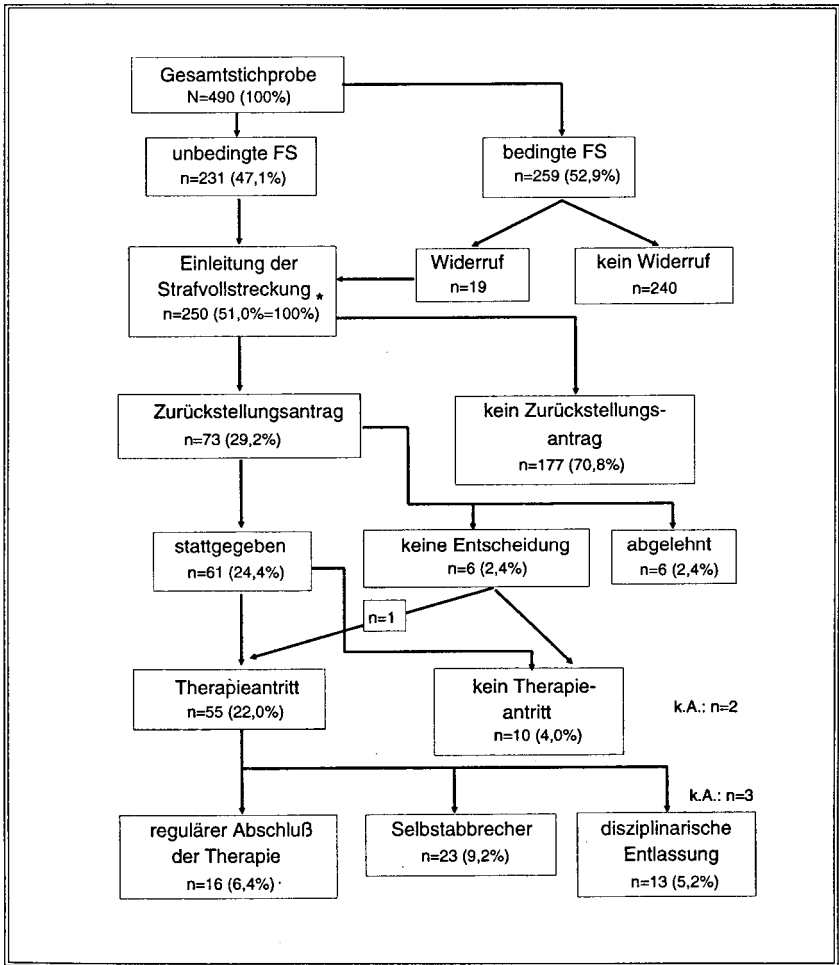 Gesamtstichprobe
N=490 (100%)
unbedingte FS
n=231 (47,1%)
bedingte FS
n=259 (52,9%)
Einleitung der
Strafvollstreckung *
n=250 (51,0%=100%)
Widerruf
n=19
kein Widerruf
n=240
Zurückstellungsantrag
n=73 (29,2%)
kein Zurückstellungs-
antrag
n=177 (70,8%)
stattgegeben
n=61 (24,4%)
keine Entscheidung
n=6 (2,4%)
abgelehnt
n=6 (2,4%)
n=1
Therapieantritt
n=55 (22,0%)
kein Therapie-
antritt
n=10 (4,0%)
k.A.: n=2
k.A.: n=3
regulärer Abschluß
der Therapie
n=16 (6,4%)
Selbstabbrecher
n=23 (9,2%)
disziplinarische
Entlassung
n=13 (5,2%)